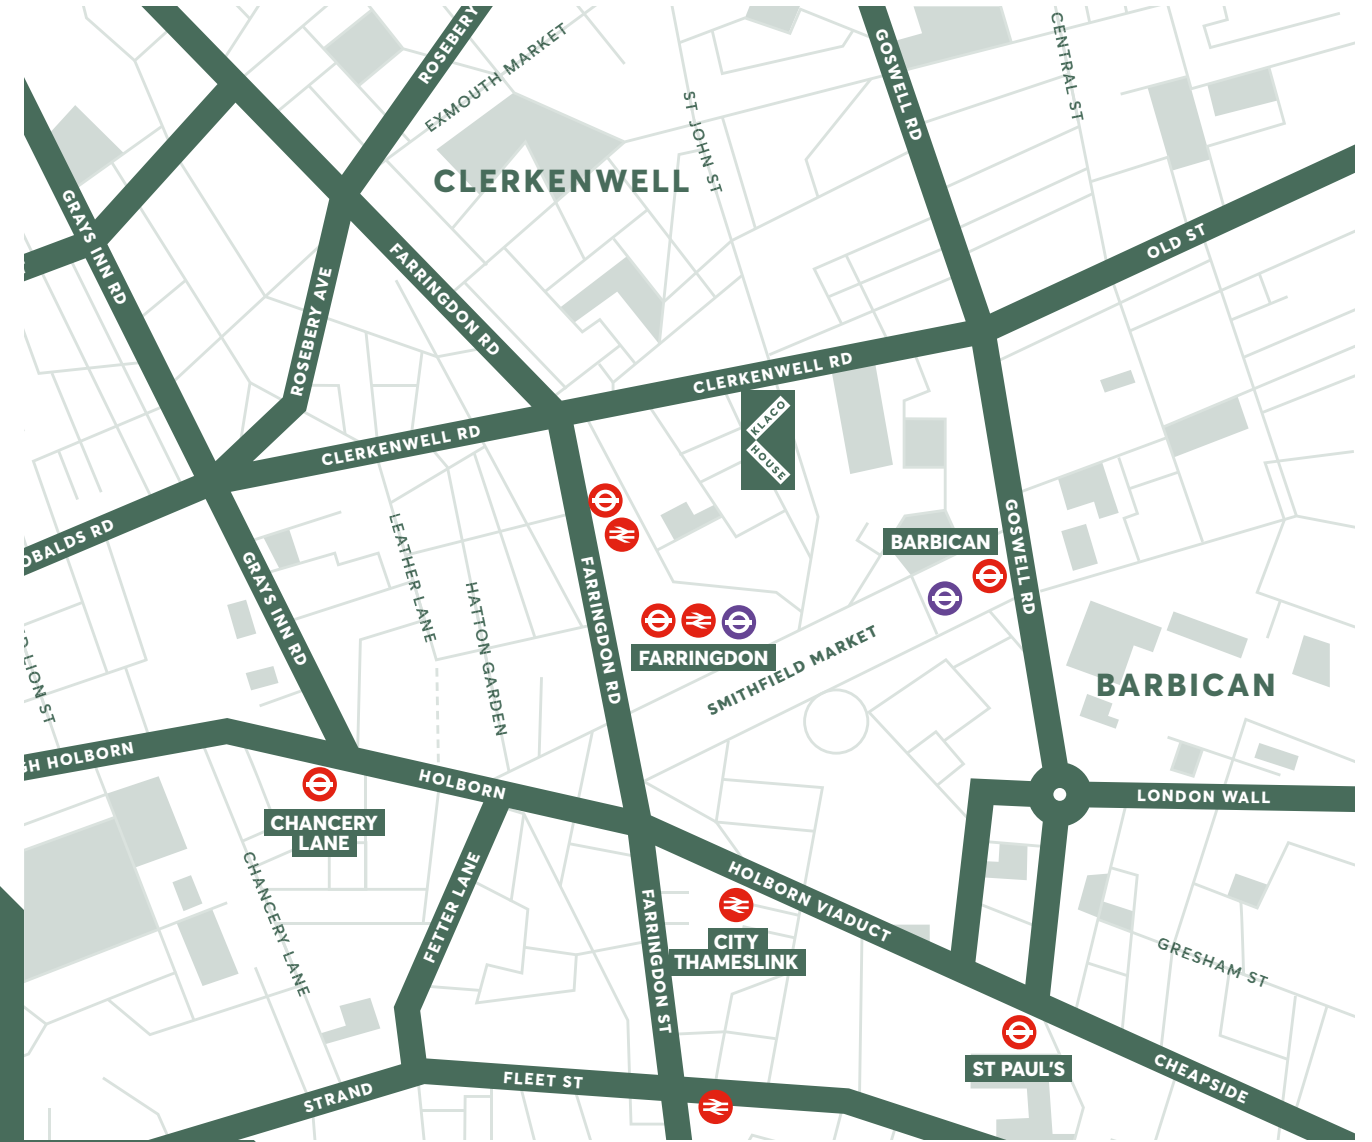 ROSEBERY
EXMOUTH MARKET
GOSWELL RD
CENTRAL ST
ST JOHN ST
CLERKENWELL
GRAYS INN RD
FARRINGDON RD
OLD ST
ROSEBERY AVE
CLERKENWELL RD
KLACO
HOUSE
CLERKENWELL RD
OBALDS RD
LEATHER LANE
HATTON GARDEN
GRAYS INN RD
FARRINGDON RD
BARBICAN
GOSWELL RD
FARRINGDON
SMITHFIELD MARKET
D LION ST
BARBICAN
GH HOLBORN
HOLBORN
LONDON WALL
CHANCERY
LANE
CHANCERY LANE
FETTER LANE
HOLBORN VIADUCT
FARRINGDON ST
CITY
THAMESLINK
GRESHAM ST
ST PAUL'S
CHEAPSIDE
FLEET ST
STRAND